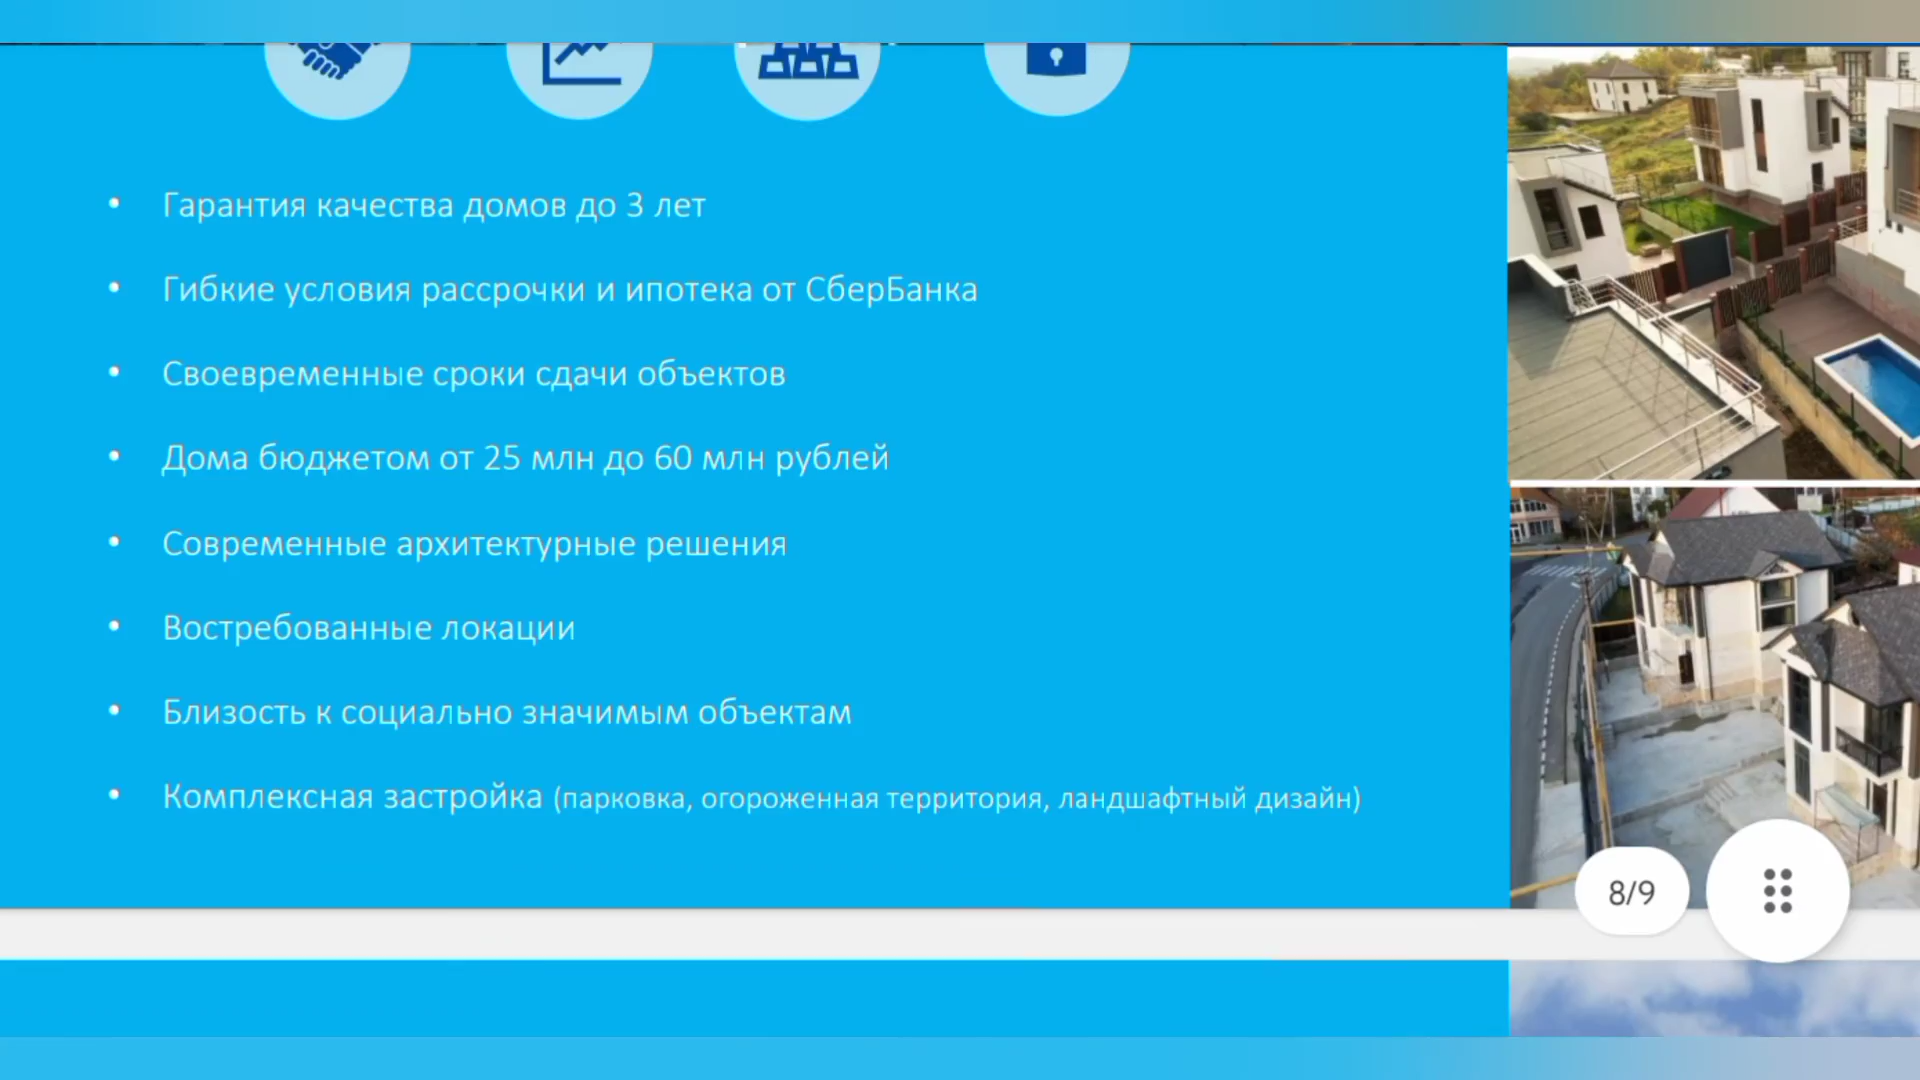 Гарантия качества домов до 3 лет
Гибкие условия рассрочки и ипотека от СберБанка
Своевременные сроки сдачи объектов
Дома бюджетом от 25 млн до 60 млн рублей
Современные архитектурные решения
Востребованные локации
Близость к социально значимым объектам
Комплексная застройка (парковка, огороженная территория, ландшафтный дизайн)
8/9